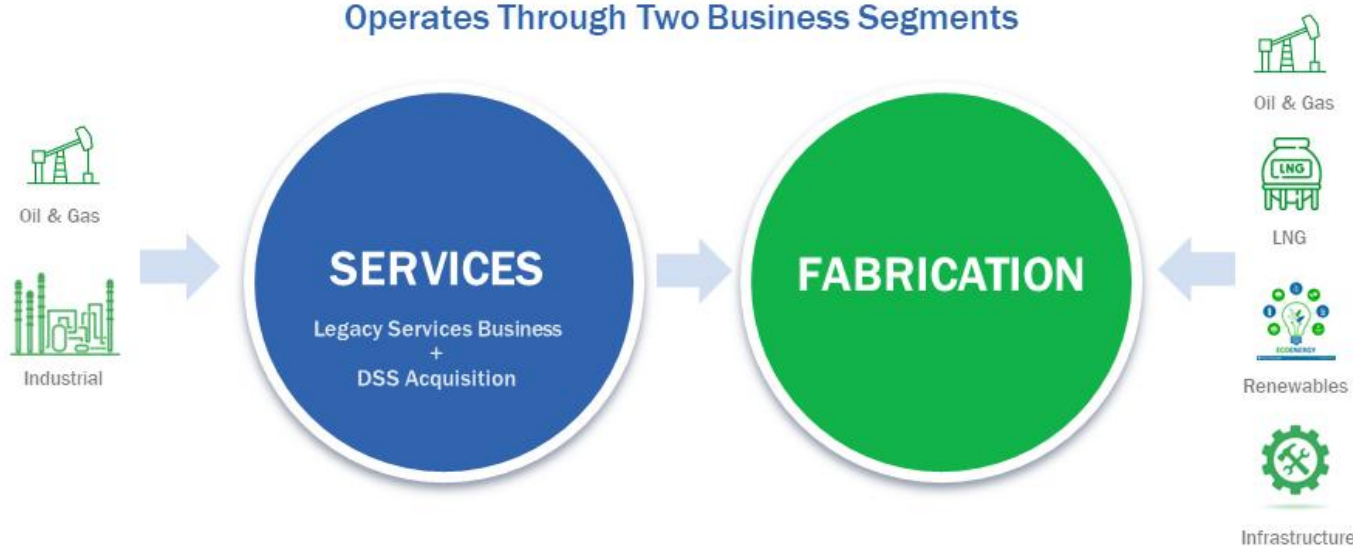 Operates Through Two Business Segments
Oil & Gas
Industrial
SERVICES
Legacy Services Business
+
DSS Acquisition
FABRICATION
Oil & Gas
LNG
LNG
ECOENERGY
Renewables
Infrastructure